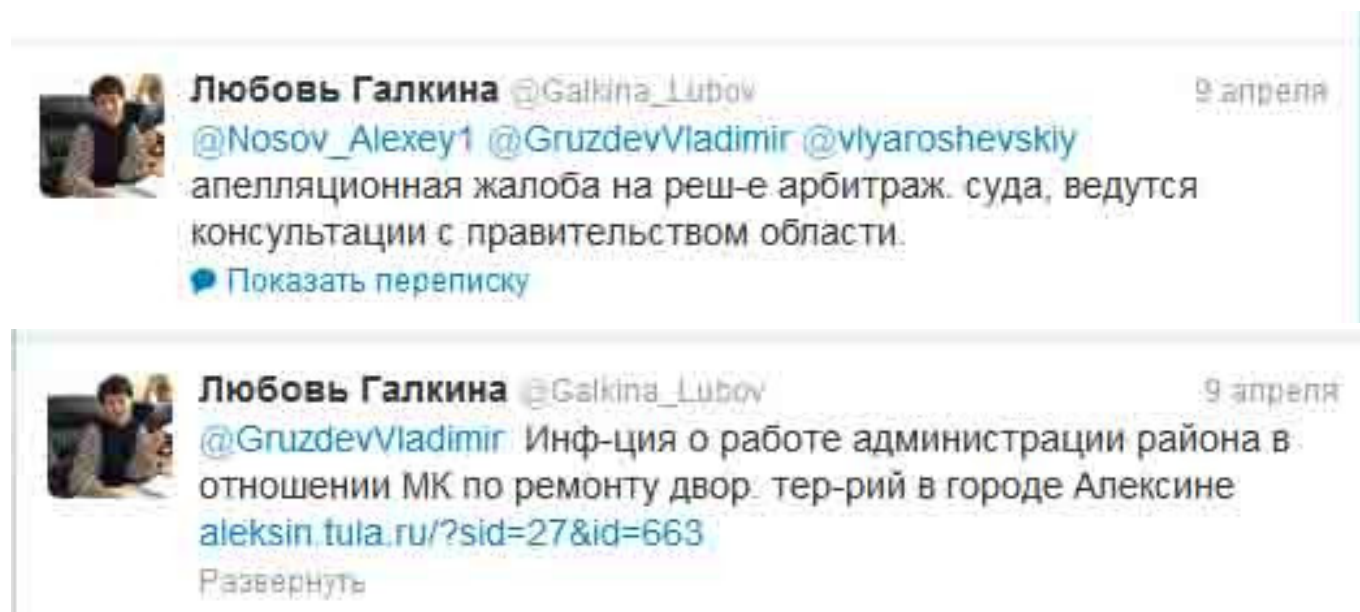 Любовь Галкина @Galkina_Lubov 9 апреля
@Nosov_Alexey1 @GruzdevVladimir @vlyaroshevskiy
апелляционная жалоба на реш-е арбитраж. суда, ведутся
консультации с правительством области.
Показать переписку
Любовь Галкина @Galkina_Lubov 9 апреля
@GruzdevVladimir Инф-ция о работе администрации района в
отношении МК по ремонту двор. тер-рий в городе Алексине
aleksin.tula.ru/?sid=27&id=663
Развернуть